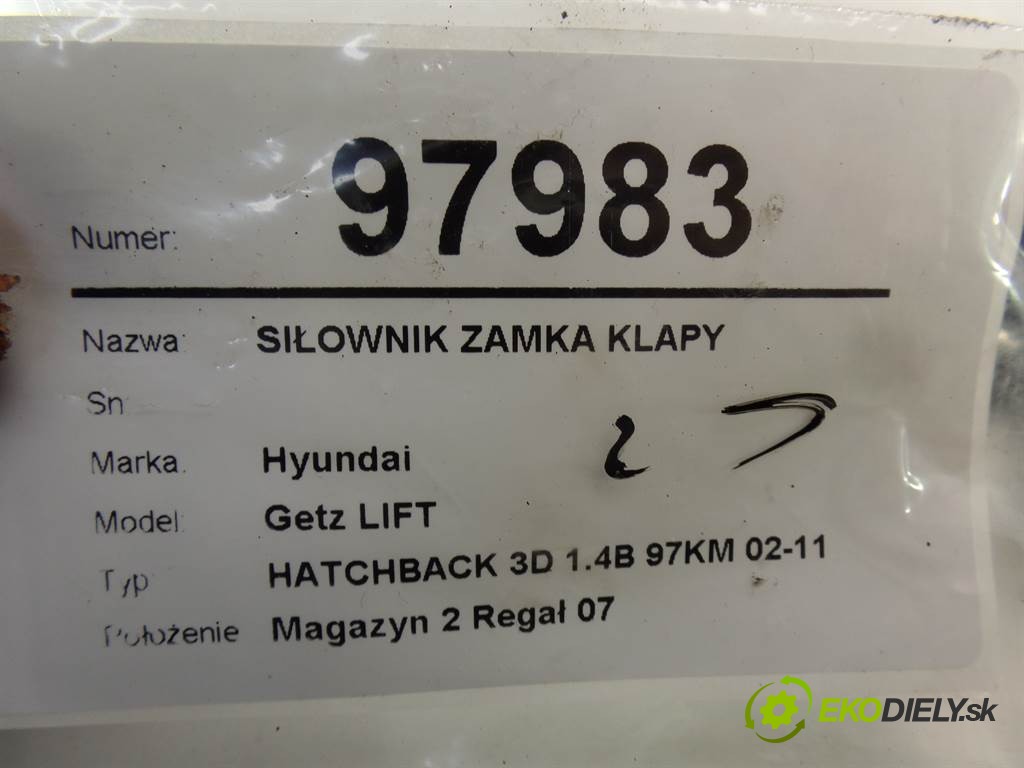 Numer: 97983
Nazwa: SIŁOWNIK ZAMKA KLAPY
Sn
Marka: Hyundai
Model: Getz LIFT
Typ HATCHBACK 3D 1.4B 97KM 02-11
Położenie Magazyn 2 Regał 07
EKODIELY.sk